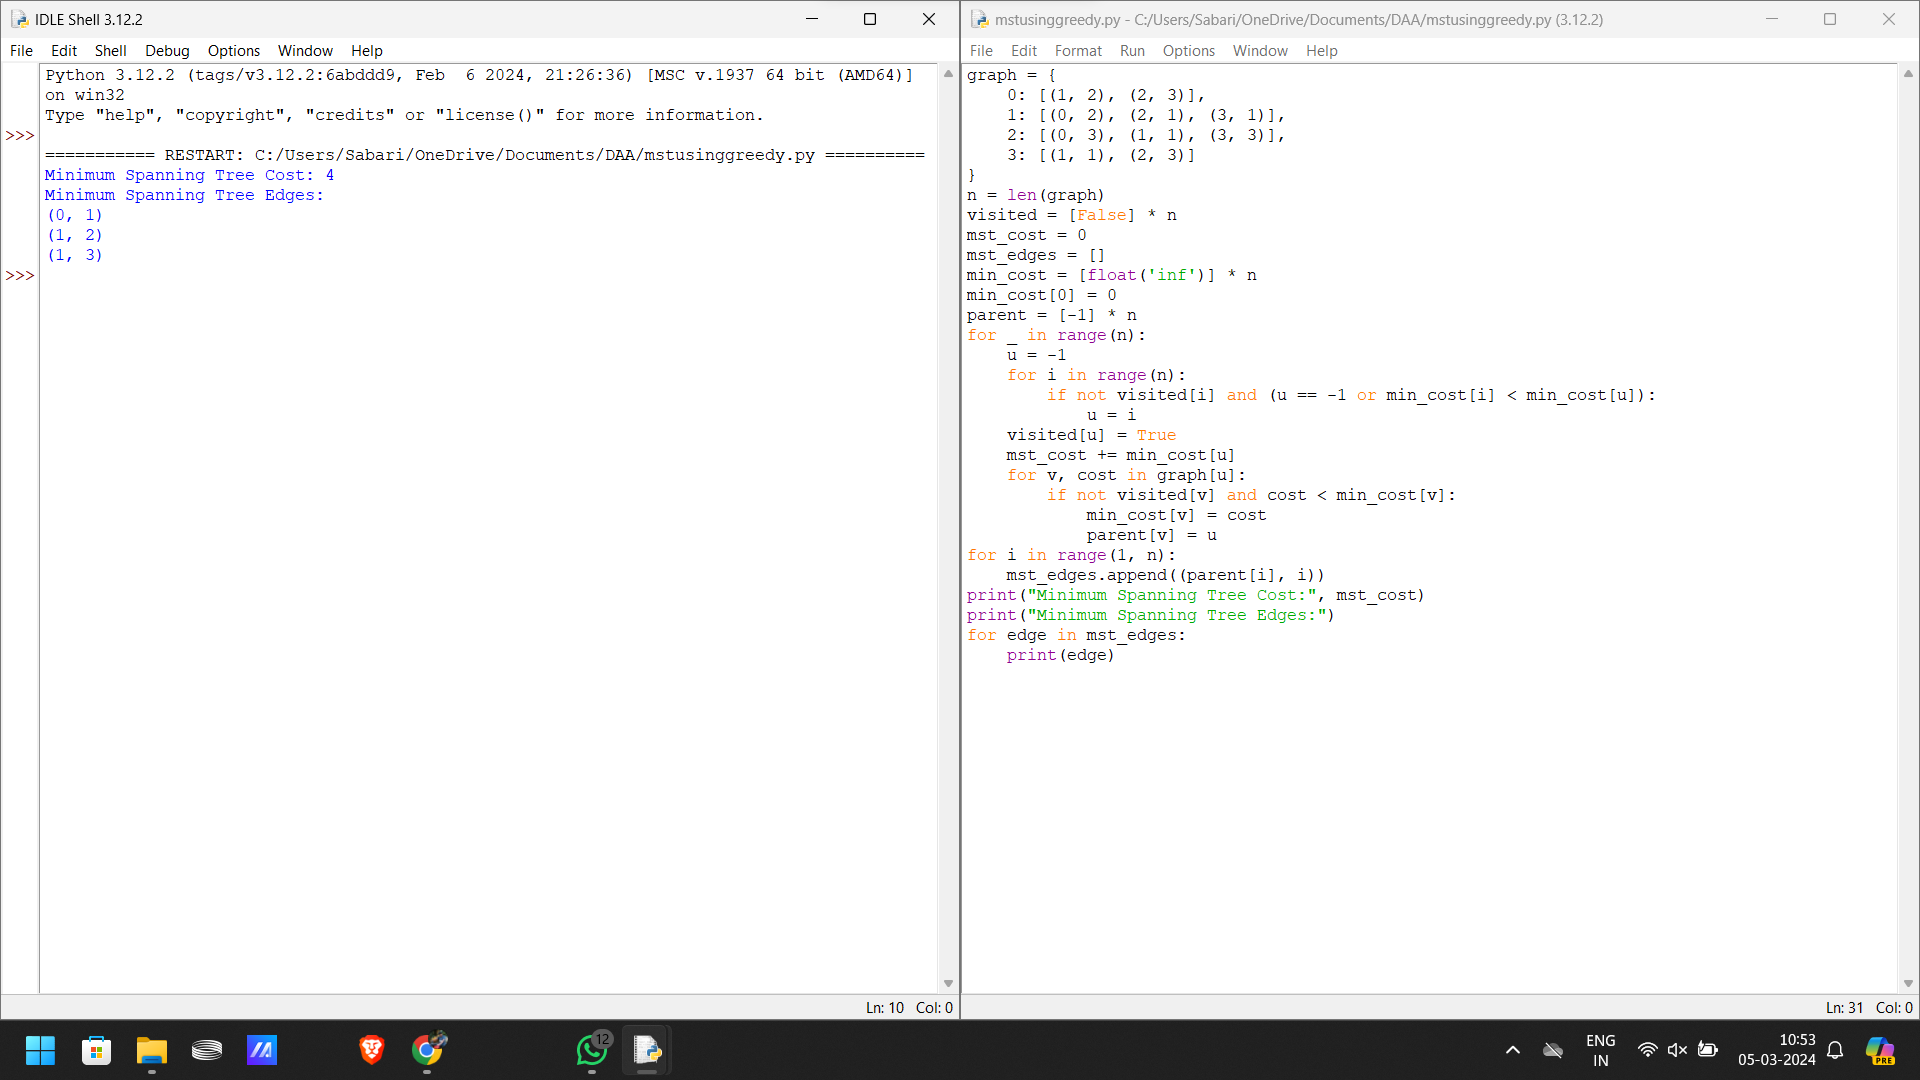 IDLE Shell 3.12.2
File Edit Shell Debug Options Window Help
Python 3.12.2 (tags/v3.12.2:6abddd9, Feb  6 2024, 21:26:36) [MSC v.1937 64 bit (AMD64)]
on win32
Type "help", "copyright", "credits" or "license()" for more information.
>>>
=========== RESTART: C:/Users/Sabari/OneDrive/Documents/DAA/mstusinggreedy.py ==========
Minimum Spanning Tree Cost: 4
Minimum Spanning Tree Edges:
(0, 1)
(1, 2)
(1, 3)
>>>
Ln: 10 Col: 0
mstusinggreedy.py - C:/Users/Sabari/OneDrive/Documents/DAA/mstusinggreedy.py (3.12.2)
File Edit Format Run Options Window Help
graph = {
    0: [(1, 2), (2, 3)],
    1: [(0, 2), (2, 1), (3, 1)],
    2: [(0, 3), (1, 1), (3, 3)],
    3: [(1, 1), (2, 3)]
}
n = len(graph)
visited = [False] * n
mst_cost = 0
mst_edges = []
min_cost = [float('inf')] * n
min_cost[0] = 0
parent = [-1] * n
for _ in range(n):
    u = -1
    for i in range(n):
        if not visited[i] and (u == -1 or min_cost[i] < min_cost[u]):
            u = i
    visited[u] = True
    mst_cost += min_cost[u]
    for v, cost in graph[u]:
        if not visited[v] and cost < min_cost[v]:
            min_cost[v] = cost
            parent[v] = u
for i in range(1, n):
    mst_edges.append((parent[i], i))
print("Minimum Spanning Tree Cost:", mst_cost)
print("Minimum Spanning Tree Edges:")
for edge in mst_edges:
    print(edge)
Ln: 31 Col: 0
12
ENG
IN
10:53
05-03-2024
PRE